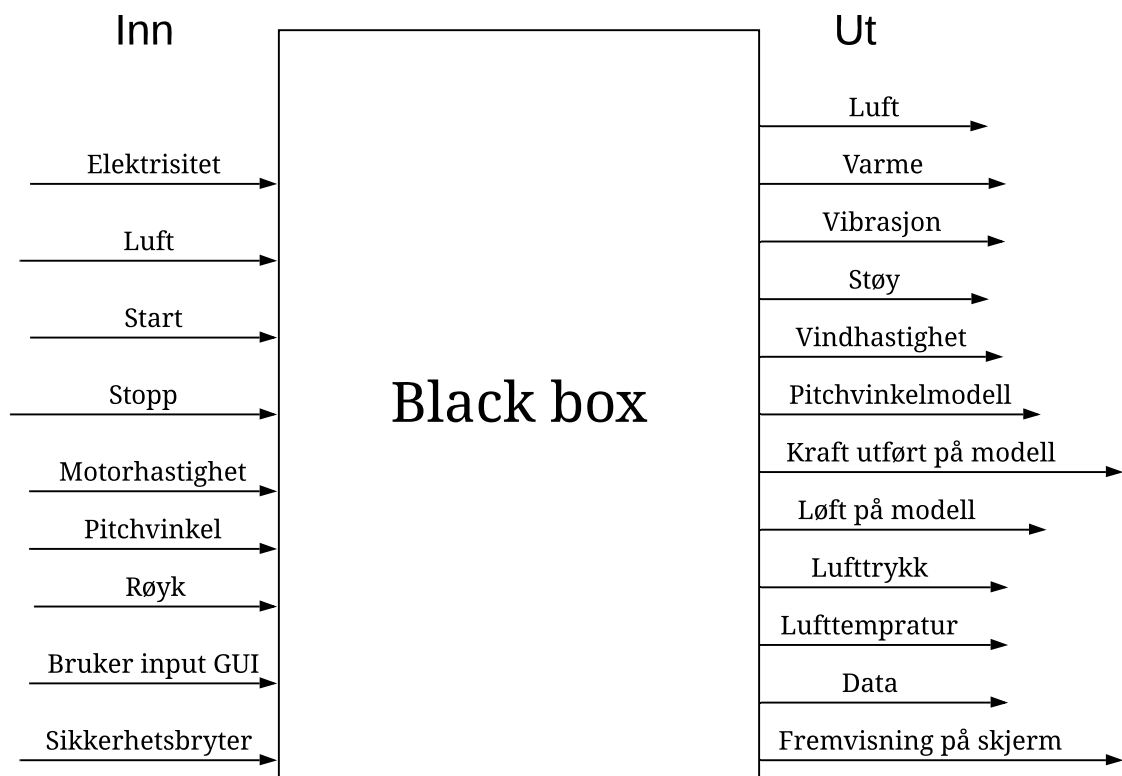 Inn
Ut
Elektrisitet
Luft
Start
Stopp
Motorhastighet
Pitchvinkel
Røyk
Bruker input GUI
Sikkerhetsbryter
Black box
Luft
Varme
Vibrasjon
Støy
Vindhastighet
Pitchvinkelmodell
Kraft utført på modell
Løft på modell
Lufttrykk
Lufttempratur
Data
Fremvisning på skjerm